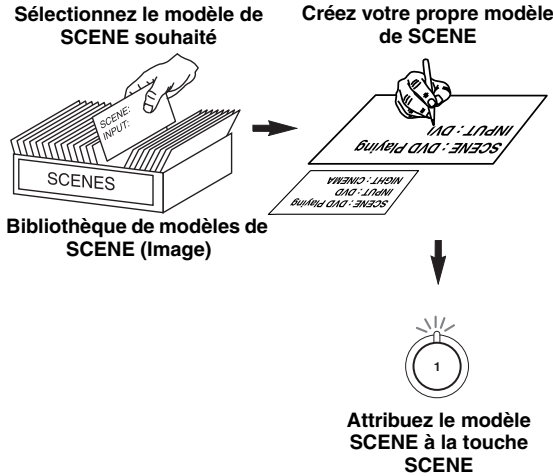 Sélectionnez le modèle de
SCENE souhaité
Créez votre propre modèle
de SCENE
SCENE:
INPUT:
SCENES
Bibliothèque de modèles de
SCENE (Image)
SCENE : DVD Playing
INPUT : DV
SCENE : DVD Playing
INPUT : DVD
NIGHT : CINEMA
1
Attribuez le modèle
SCENE à la touche
SCENE